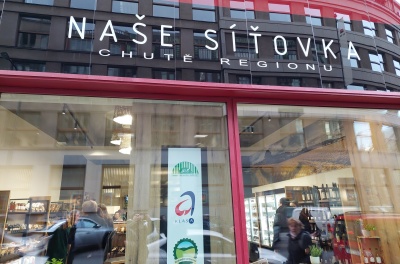 NAŠE SÍŤOVKA
CHUTĚ REGIONU